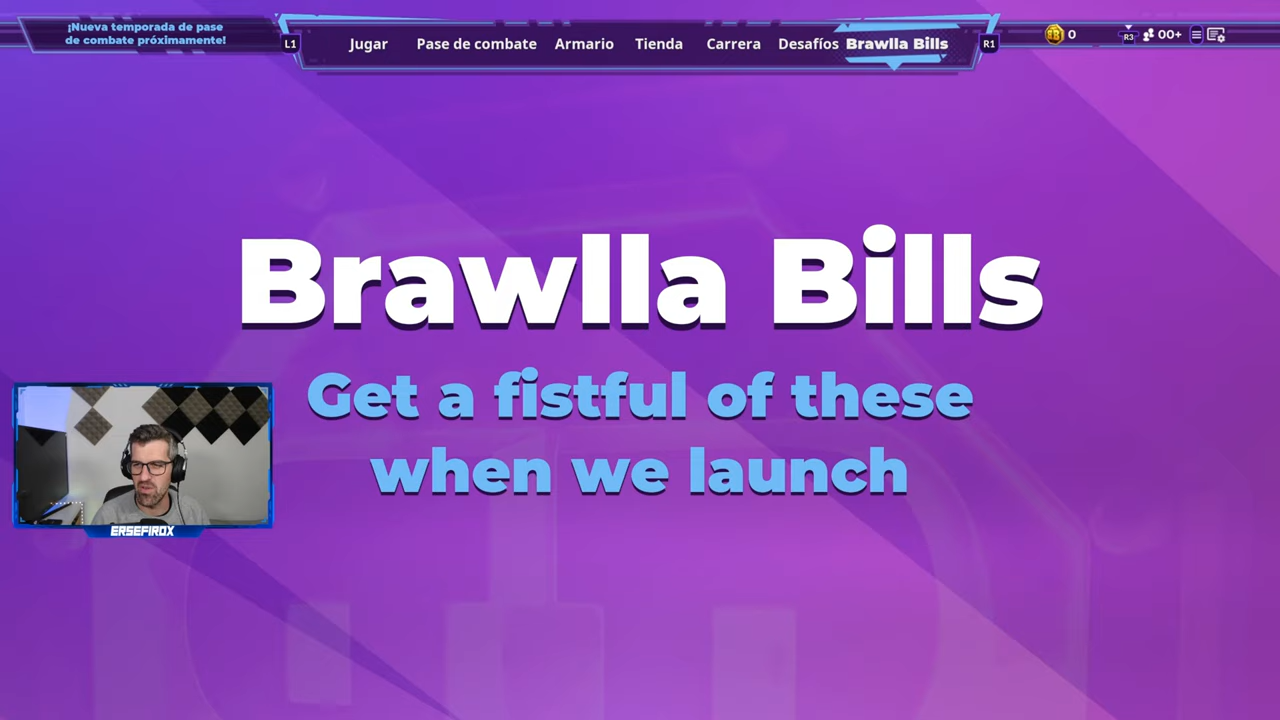 ¡Nueva temporada de pase
de combate próximamente!
L1
Jugar
Pase de combate
Armario
Tienda
Carrera
Desafíos
Brawlla Bills
R1
0
R3
00+
Brawlla Bills
Get a fistful of these
when we launch
ERSEFIROX